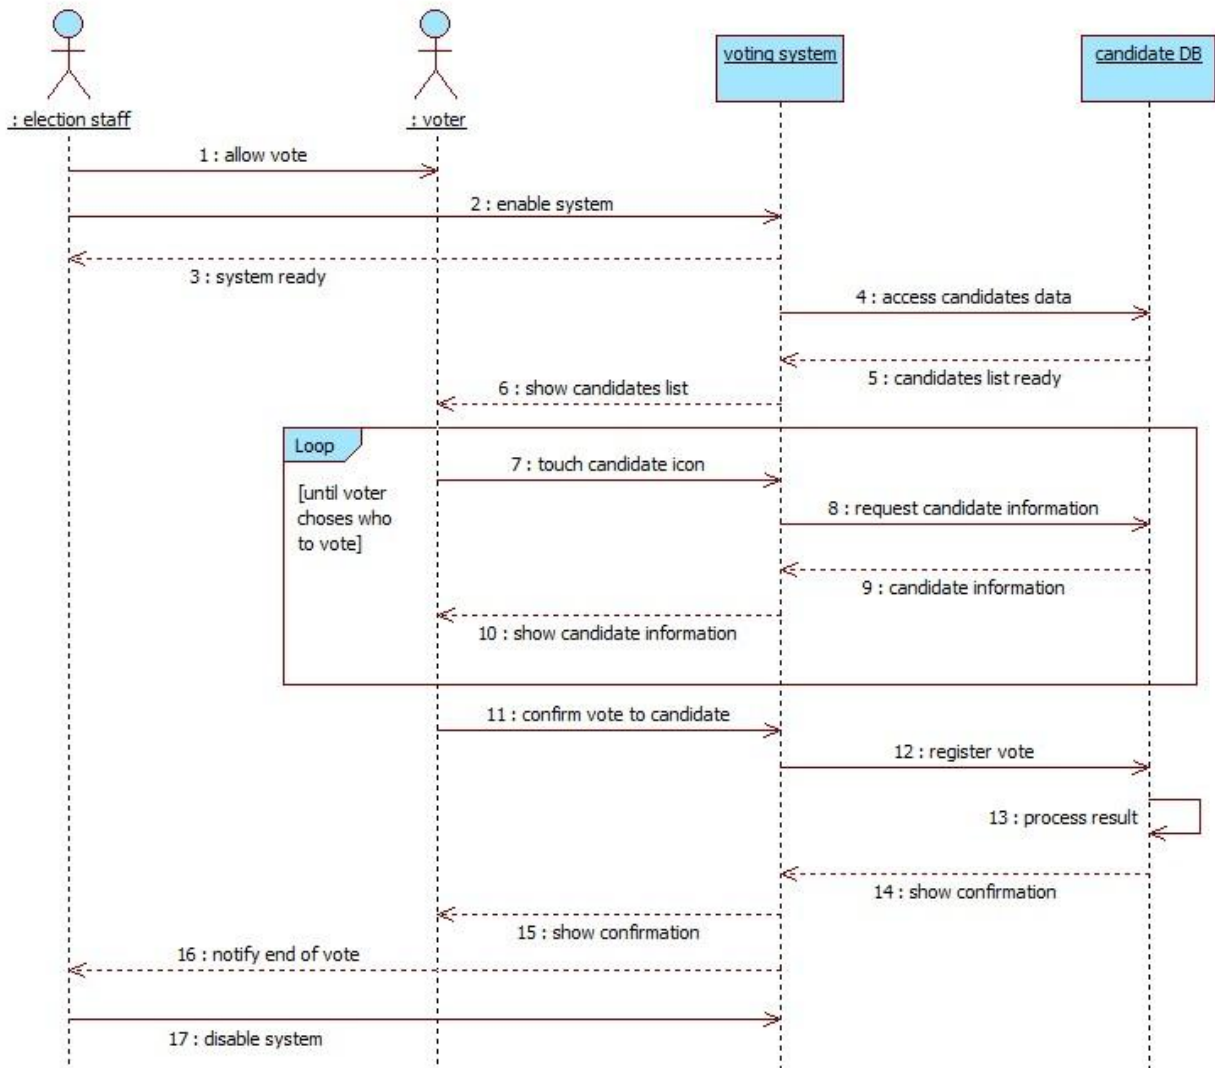 voting system
candidate DB
: election staff
: voter
1 : allow vote
2 : enable system
3 : system ready
4 : access candidates data
5 : candidates list ready
6 : show candidates list
Loop
7 : touch candidate icon
[until voter
choses who
to vote]
8 : request candidate information
9 : candidate information
10 : show candidate information
11 : confirm vote to candidate
12 : register vote
13 : process result
14 : show confirmation
15 : show confirmation
16 : notify end of vote
17 : disable system